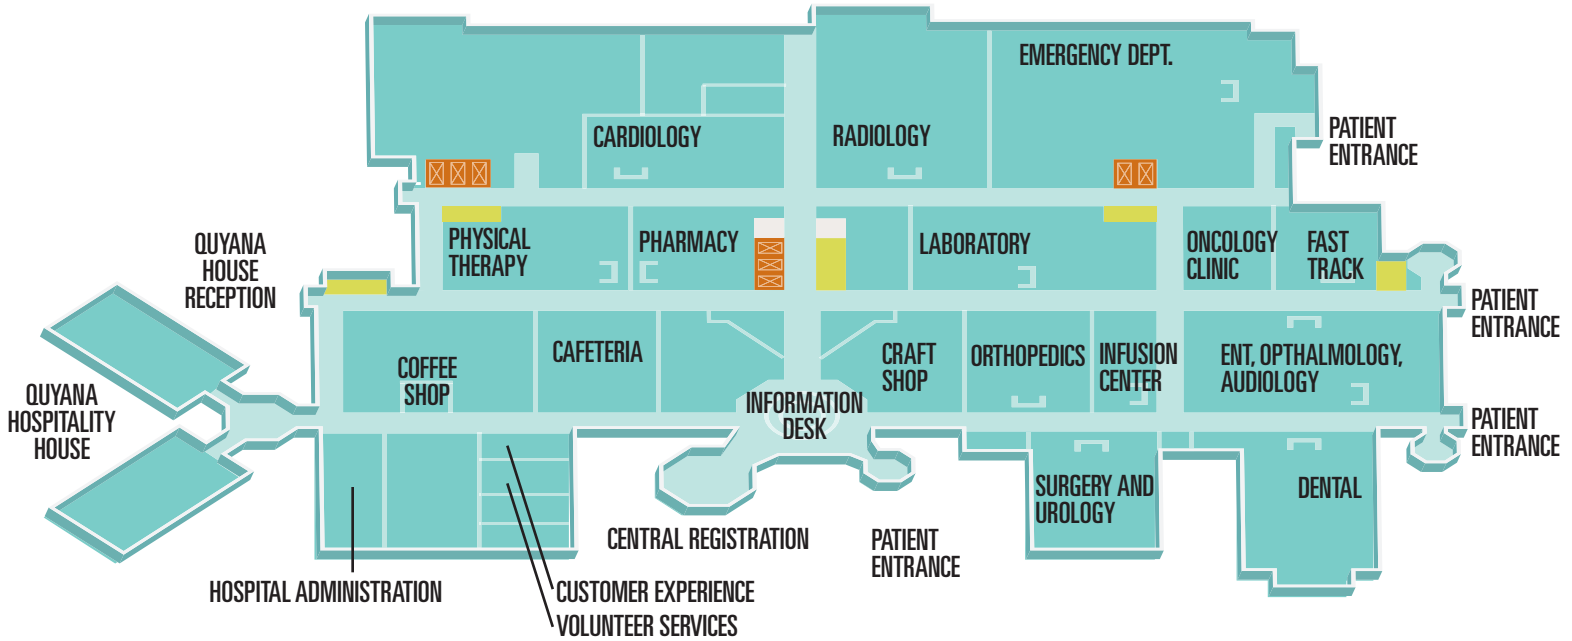 EMERGENCY DEPT.
CARDIOLOGY
RADIOLOGY
PATIENT
ENTRANCE
QUYANA
HOUSE
RECEPTION
PHYSICAL
THERAPY
PHARMACY
LABORATORY
ONCOLOGY
CLINIC
FAST
TRACK
PATIENT
ENTRANCE
QUYANA
HOSPITALITY
HOUSE
COFFEE
SHOP
CAFETERIA
INFORMATION
DESK
CRAFT
SHOP
ORTHOPEDICS
INFUSION
CENTER
ENT, OPTHALMOLOGY,
AUDIOLOGY
PATIENT
ENTRANCE
SURGERY AND
UROLOGY
DENTAL
CENTRAL REGISTRATION
PATIENT
ENTRANCE
HOSPITAL ADMINISTRATION
CUSTOMER EXPERIENCE
VOLUNTEER SERVICES